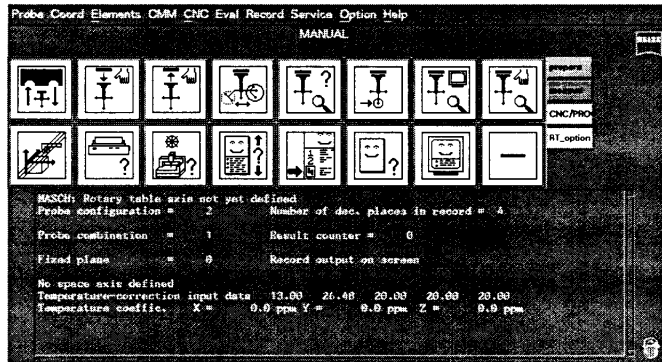 Probe Coord Elements CMM CNC Eval Record Service Option Help
MANUAL
ZEISS
prepare
CNC/PRO
RT_option
MASCH: Rotary table axis not yet defined
Probe configuration = 2 Number of dec. places in record = 4
Probe combination = 1 Result counter = 0
Fixed plane = 0 Record output on screen
No space axis defined
Temperature-correction input data 13.00 26.40 20.00 20.00 20.00
Temperature coeffic. X = 0.0 ppm Y = 0.0 ppm Z = 0.0 ppm